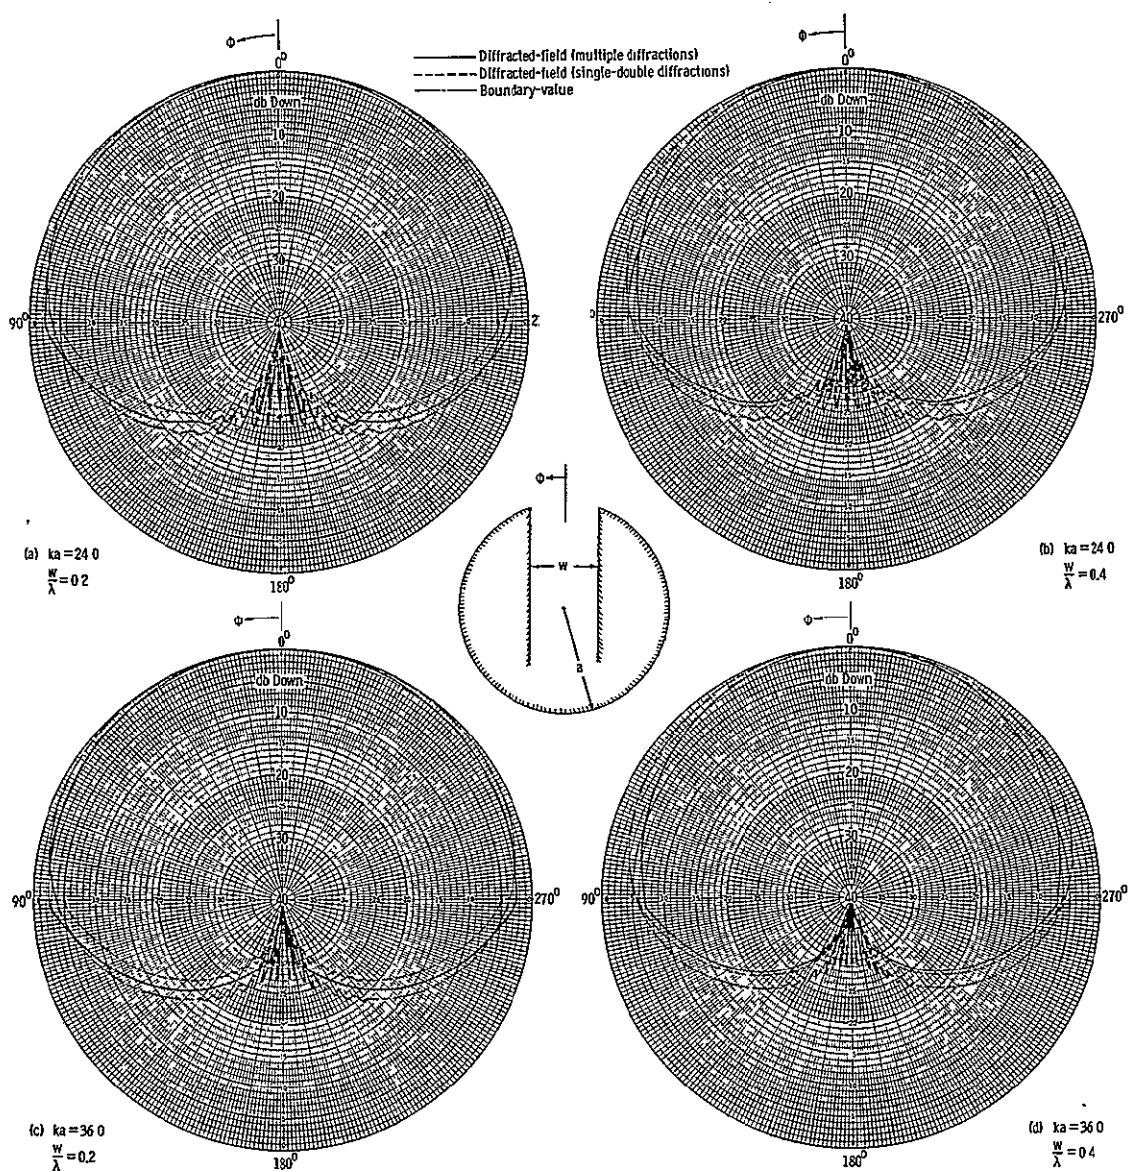 Φ
0°
Diffracted-field (multiple diffractions)
Diffracted-field (single-double diffractions)
Boundary-value
Φ
0°
db Down
10
20
30
90°
2
180°
(a) ka = 24 0
w/λ = 0 2
db Down
10
20
30
270°
180°
(b) ka = 24 0
w/λ = 0.4
Φ
w
a
Φ
0°
db Down
10
20
30
90°
270°
180°
(c) ka = 36 0
w/λ = 0.2
Φ
0°
db Down
10
20
30
90°
270°
180°
(d) ka = 36 0
w/λ = 0 4